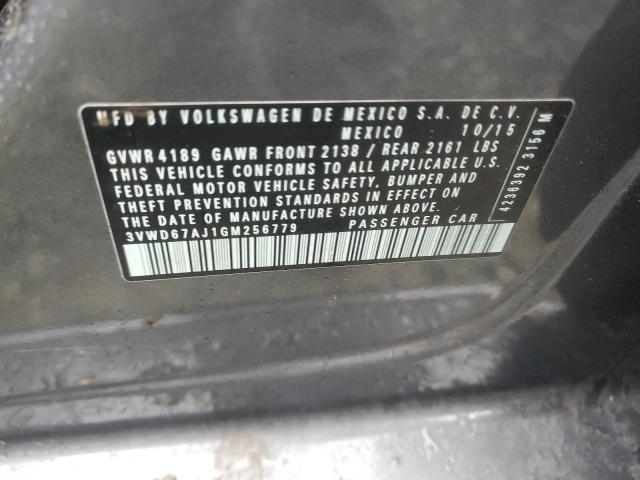 MFD BY VOLKSWAGEN DE MEXICO S.A. DE C.V.
MEXICO 10/15
GVWR 4189 GAWR FRONT 2138 / REAR 2161 LBS
THIS VEHICLE CONFORMS TO ALL APPLICABLE U.S.
FEDERAL MOTOR VEHICLE SAFETY, BUMPER AND
THEFT PREVENTION STANDARDS IN EFFECT ON
THE DATE OF MANUFACTURE SHOWN ABOVE.
3VWD67AJ1GM256779 PASSENGER CAR
4236392 3156 M